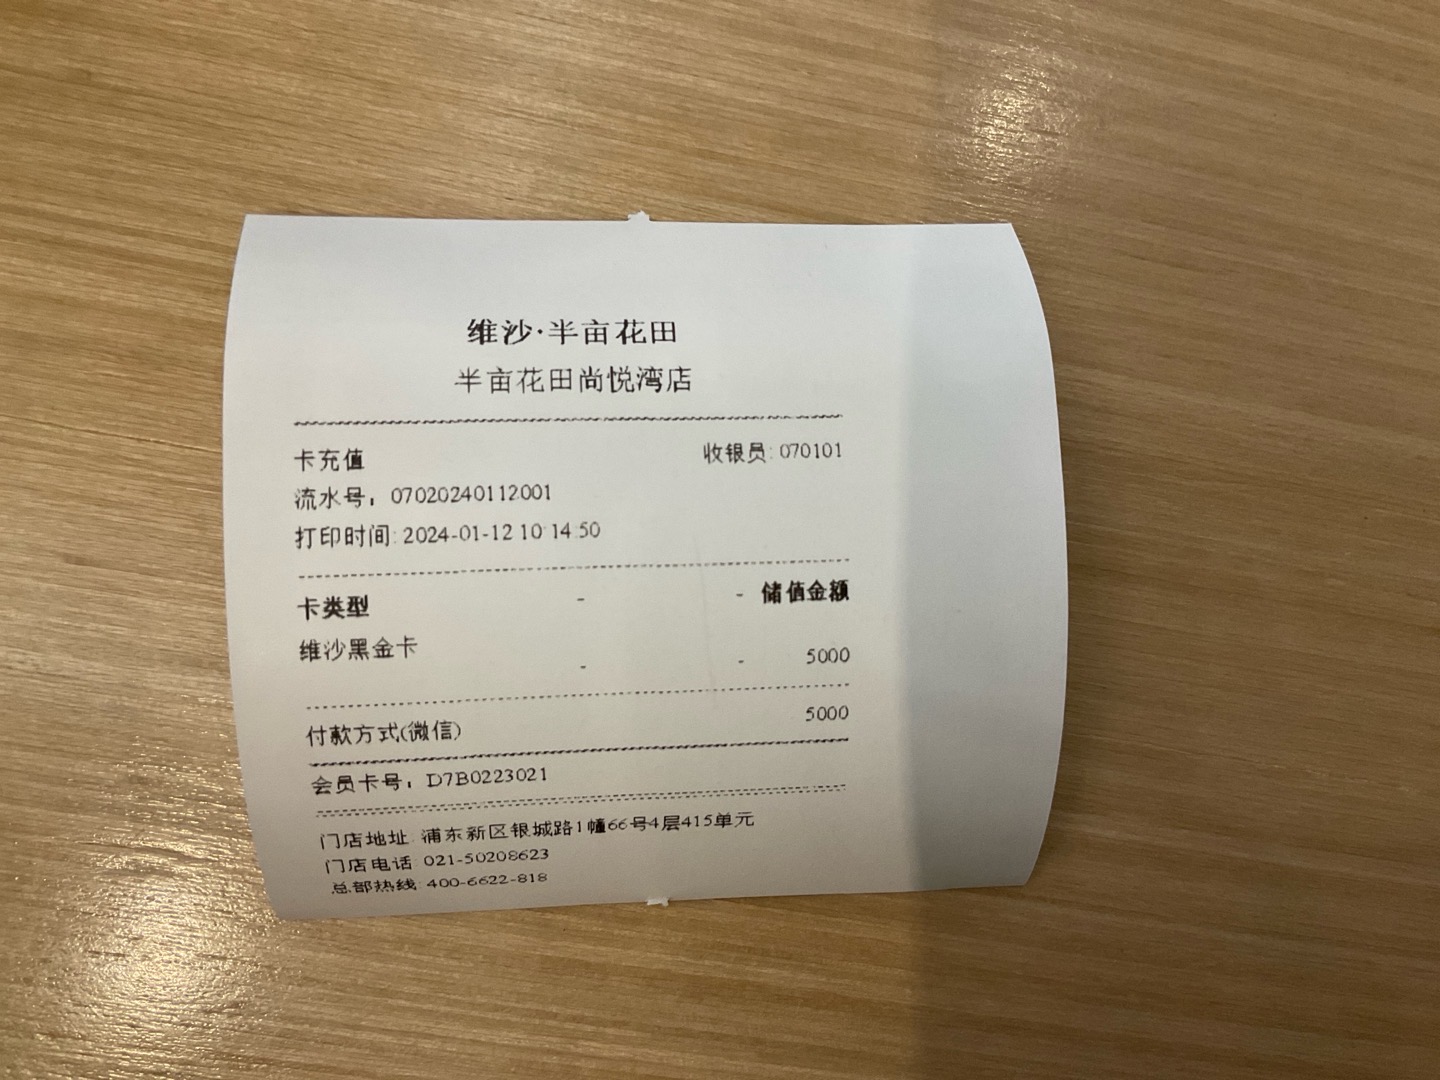 维沙·半亩花田
半亩花田尚悦湾店
卡充值 收银员: 070101
流水号: 07020240112001
打印时间: 2024-01-12 10:14:50
卡类型 - - 储值金额
维沙黑金卡 - - 5000
付款方式(微信) 5000
会员卡号: D7B0223021
门店地址: 浦东新区银城路1幢66号4层415单元
门店电话: 021-50208623
总部热线: 400-6622-818